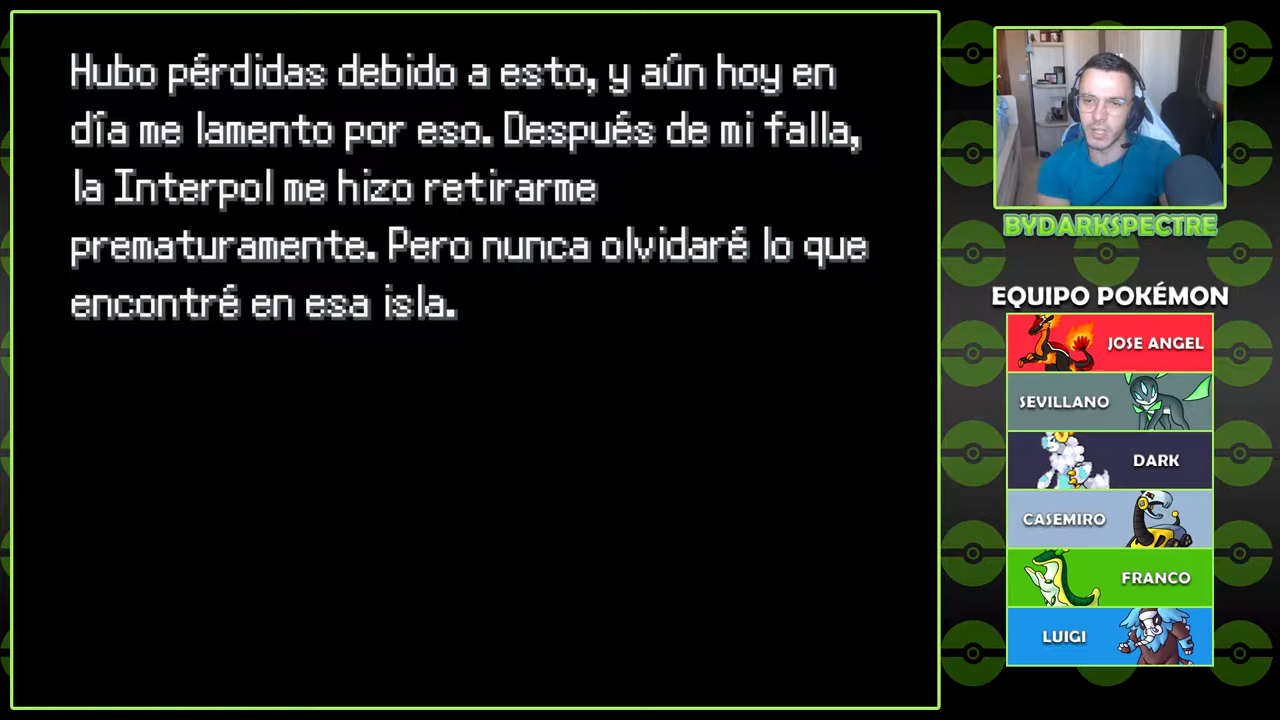 Hubo pérdidas debido a esto, y aún hoy en
día me lamento por eso. Después de mi falla,
la Interpol me hizo retirarme
prematuramente. Pero nunca olvidaré lo que
encontré en esa isla.
BYDARKSPECTRE
EQUIPO POKÉMON
JOSE ANGEL
SEVILLANO
DARK
CASEMIRO
FRANCO
LUIGI